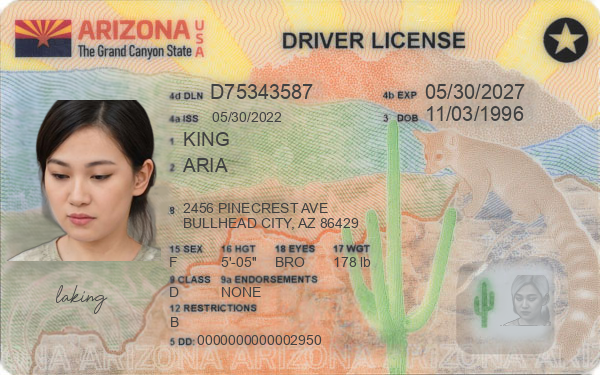 ARIZONA USA
The Grand Canyon State
DRIVER LICENSE
4d DLN D75343587
4b EXP 05/30/2027
4a ISS 05/30/2022
3 DOB 11/03/1996
1 KING
2 ARIA
8 2456 PINECREST AVE
BULLHEAD CITY, AZ 86429
15 SEX 16 HGT 18 EYES 17 WGT
F 5'-05" BRO 178 lb
9 CLASS 9a ENDORSEMENTS
D NONE
12 RESTRICTIONS
B
5 DD: 0000000000002950
laking
ONA ARIZONA ARIZONA ARIZONA ARIZONA ARIZ